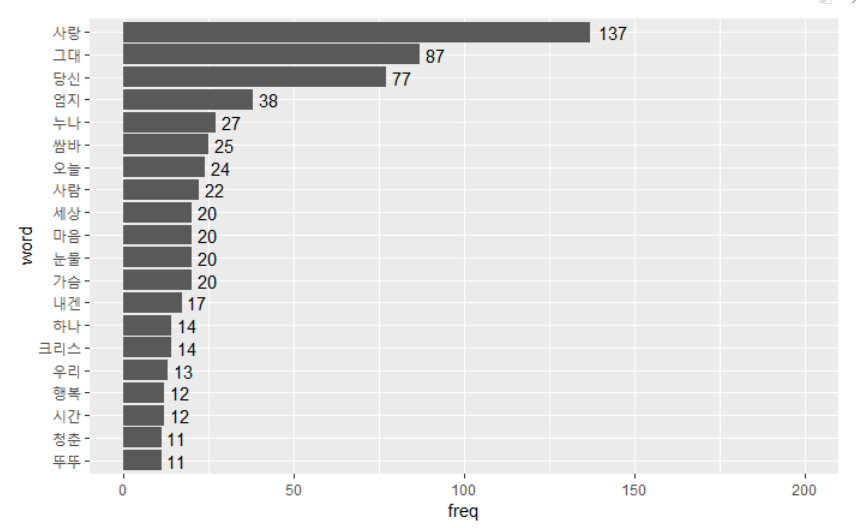 사랑 137
그대 87
당신 77
엄지 38
누나 27
쌈바 25
오늘 24
사람 22
세상 20
마음 20
눈물 20
가슴 20
내겐 17
하나 14
크리스 14
우리 13
행복 12
시간 12
청춘 11
뚜뚜 11
word
0 50 100 150 200
freq